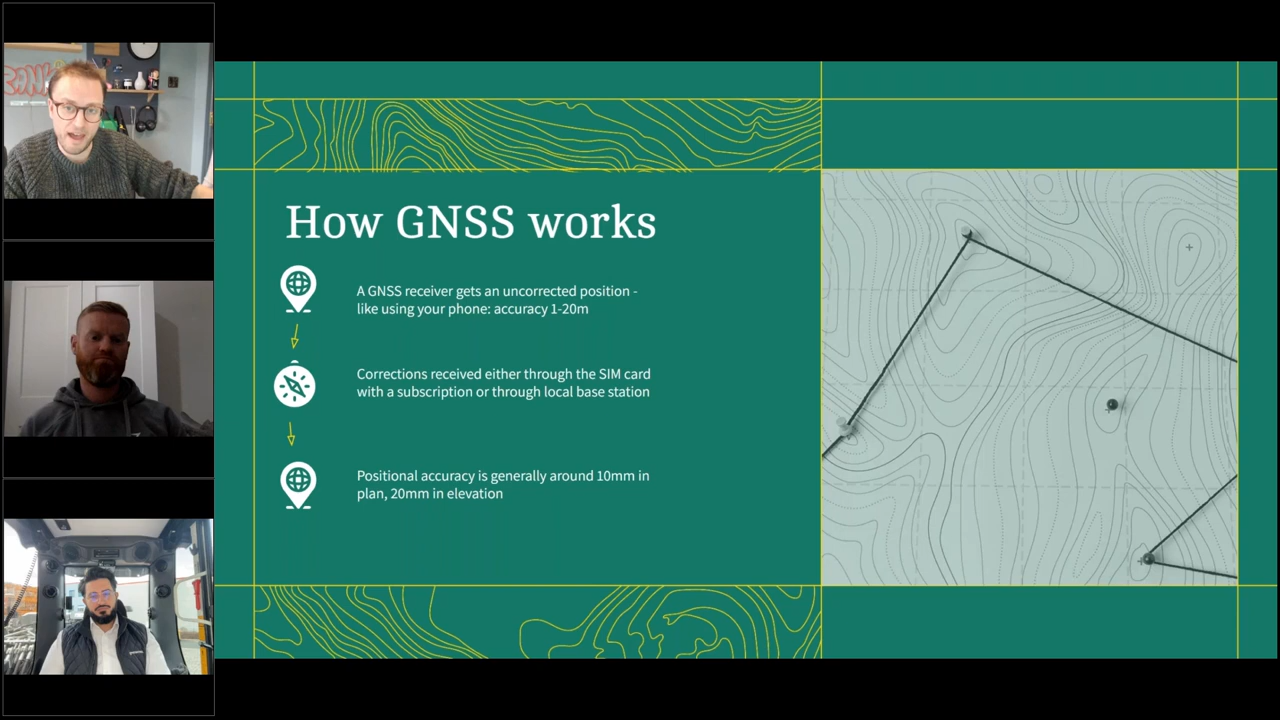 How GNSS works
A GNSS receiver gets an uncorrected position -
like using your phone: accuracy 1-20m
Corrections received either through the SIM card
with a subscription or through local base station
Positional accuracy is generally around 10mm in
plan, 20mm in elevation